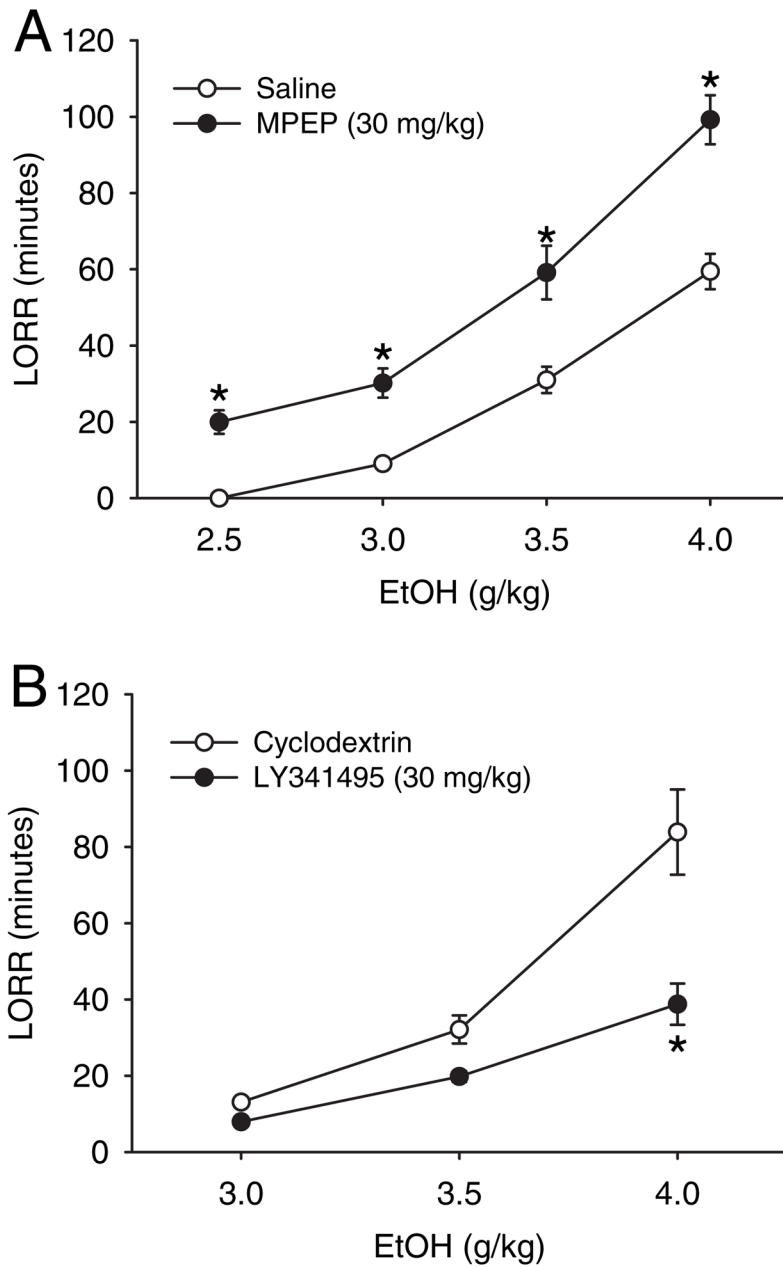 A
120
Saline
100
MPEP (30 mg/kg)
80
60
40
20
0
LORR (minutes)
*
*
*
*
2.5 3.0 3.5 4.0
EtOH (g/kg)
B
120
Cyclodextrin
100
LY341495 (30 mg/kg)
80
60
40
20
0
LORR (minutes)
*
3.0 3.5 4.0
EtOH (g/kg)